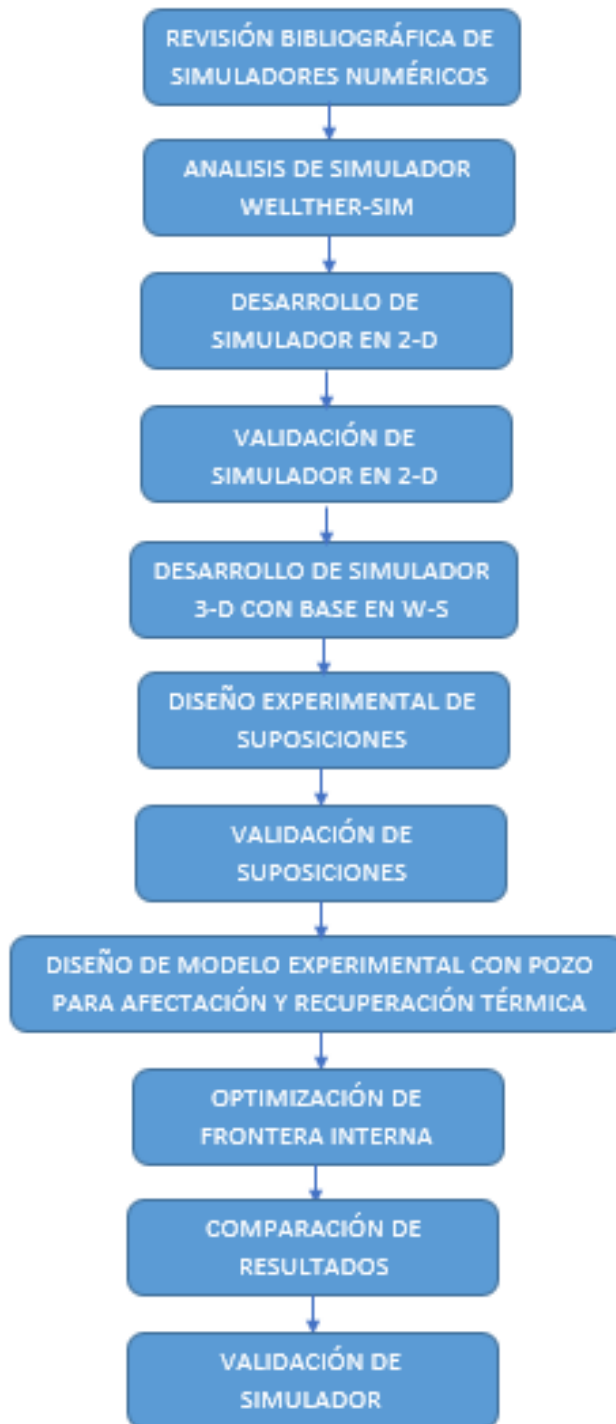 REVISIÓN BIBLIOGRÁFICA DE
SIMULADORES NUMÉRICOS
ANALISIS DE SIMULADOR
WELLTHER-SIM
DESARROLLO DE
SIMULADOR EN 2-D
VALIDACIÓN DE
SIMULADOR EN 2-D
DESARROLLO DE SIMULADOR
3-D CON BASE EN W-S
DISEÑO EXPERIMENTAL DE
SUPOSICIONES
VALIDACIÓN DE
SUPOSICIONES
DISEÑO DE MODELO EXPERIMENTAL CON POZO
PARA AFECTACIÓN Y RECUPERACIÓN TÉRMICA
OPTIMIZACIÓN DE
FRONTERA INTERNA
COMPARACIÓN DE
RESULTADOS
VALIDACIÓN DE
SIMULADOR